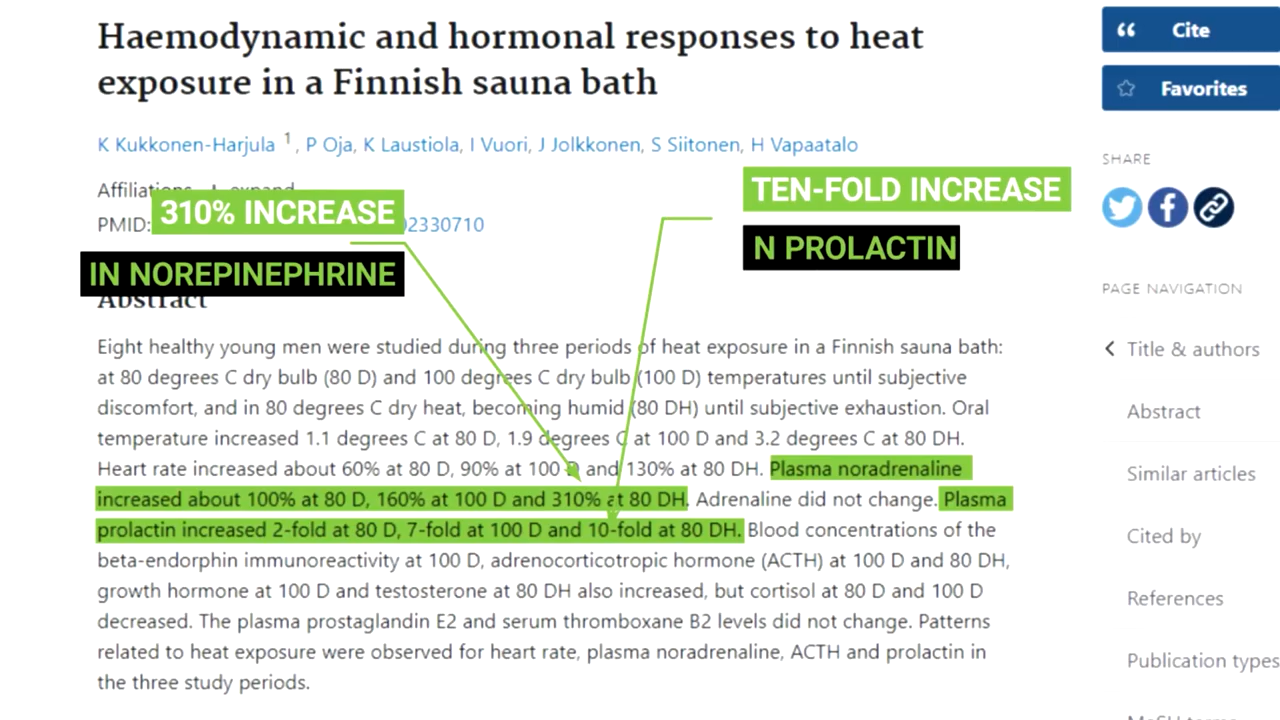 Haemodynamic and hormonal responses to heat
exposure in a Finnish sauna bath
K Kukkonen-Harjula 1, P Oja, K Laustiola, I Vuori, J Jolkkonen, S Siitonen, H Vapaatalo
310% INCREASE
PMID: 02330710
IN NOREPINEPHRINE
TEN-FOLD INCREASE
N PROLACTIN
Abstract
Eight healthy young men were studied during three periods of heat exposure in a Finnish sauna bath:
at 80 degrees C dry bulb (80 D) and 100 degrees C dry bulb (100 D) temperatures until subjective
discomfort, and in 80 degrees C dry heat, becoming humid (80 DH) until subjective exhaustion. Oral
temperature increased 1.1 degrees C at 80 D, 1.9 degrees C at 100 D and 3.2 degrees C at 80 DH.
Heart rate increased about 60% at 80 D, 90% at 100 D and 130% at 80 DH. Plasma noradrenaline
increased about 100% at 80 D, 160% at 100 D and 310% at 80 DH. Adrenaline did not change. Plasma
prolactin increased 2-fold at 80 D, 7-fold at 100 D and 10-fold at 80 DH. Blood concentrations of the
beta-endorphin immunoreactivity at 100 D, adrenocorticotropic hormone (ACTH) at 100 D and 80 DH,
growth hormone at 100 D and testosterone at 80 DH also increased, but cortisol at 80 D and 100 D
decreased. The plasma prostaglandin E2 and serum thromboxane B2 levels did not change. Patterns
related to heat exposure were observed for heart rate, plasma noradrenaline, ACTH and prolactin in
the three study periods.
Cite
Favorites
SHARE
PAGE NAVIGATION
Title & authors
Abstract
Similar articles
Cited by
References
Publication types